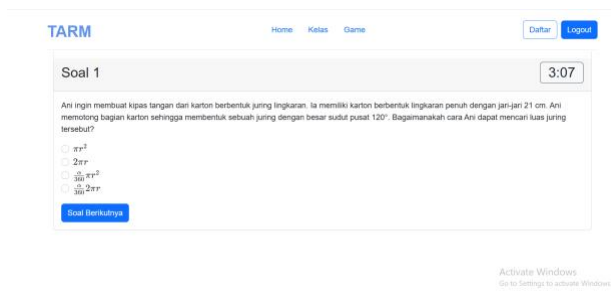 TARM Home Kelas Game Daftar Logout
Soal 1 3:07
Ani ingin membuat kipas tangan dari karton berbentuk juring lingkaran. Ia memiliki karton berbentuk lingkaran penuh dengan jari-jari 21 cm. Ani
memotong bagian karton sehingga membentuk sebuah juring dengan besar sudut pusat 120°. Bagaimanakah cara Ani dapat mencari luas juring
tersebut?
πr²
2πr
α/360 πr²
α/360 2πr
Soal Berikutnya
Activate Windows
Go to Settings to activate Windows